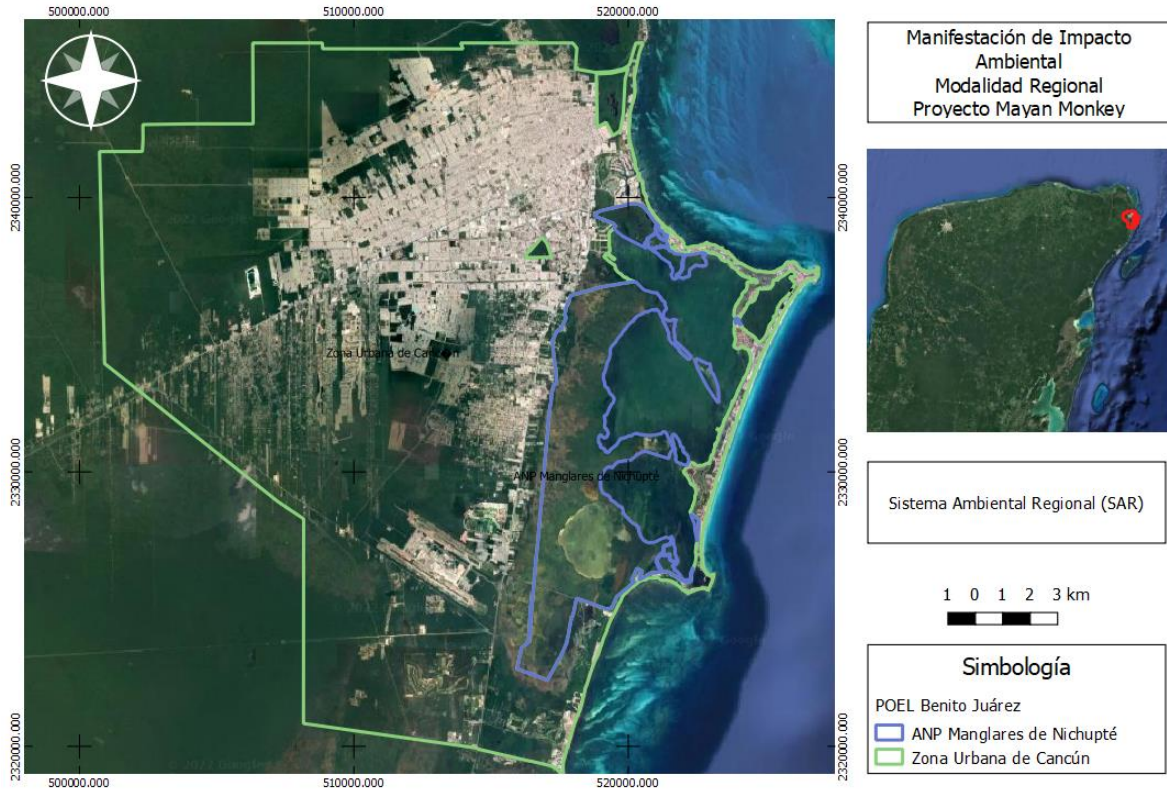 500000.000
510000.000
520000.000
2340000.000
2340000.000
Zona Urbana de Cancún
2330000.000
2330000.000
ANP Manglares de Nichupté
2320000.000
2320000.000
500000.000
510000.000
520000.000
Manifestación de Impacto
Ambiental
Modalidad Regional
Proyecto Mayan Monkey
Sistema Ambiental Regional (SAR)
1 0 1 2 3 km
Simbología
POEL Benito Juárez
ANP Manglares de Nichupté
Zona Urbana de Cancún